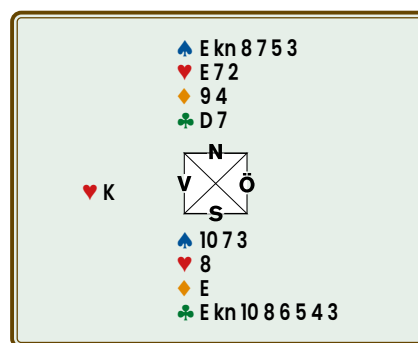 ♠ E kn 8 7 5 3
♥ E 7 2
♦ 9 4
♣ D 7
N
♥ K
V Ö
S
♠ 10 7 3
♥ 8
♦ E
♣ E kn 10 8 6 5 4 3